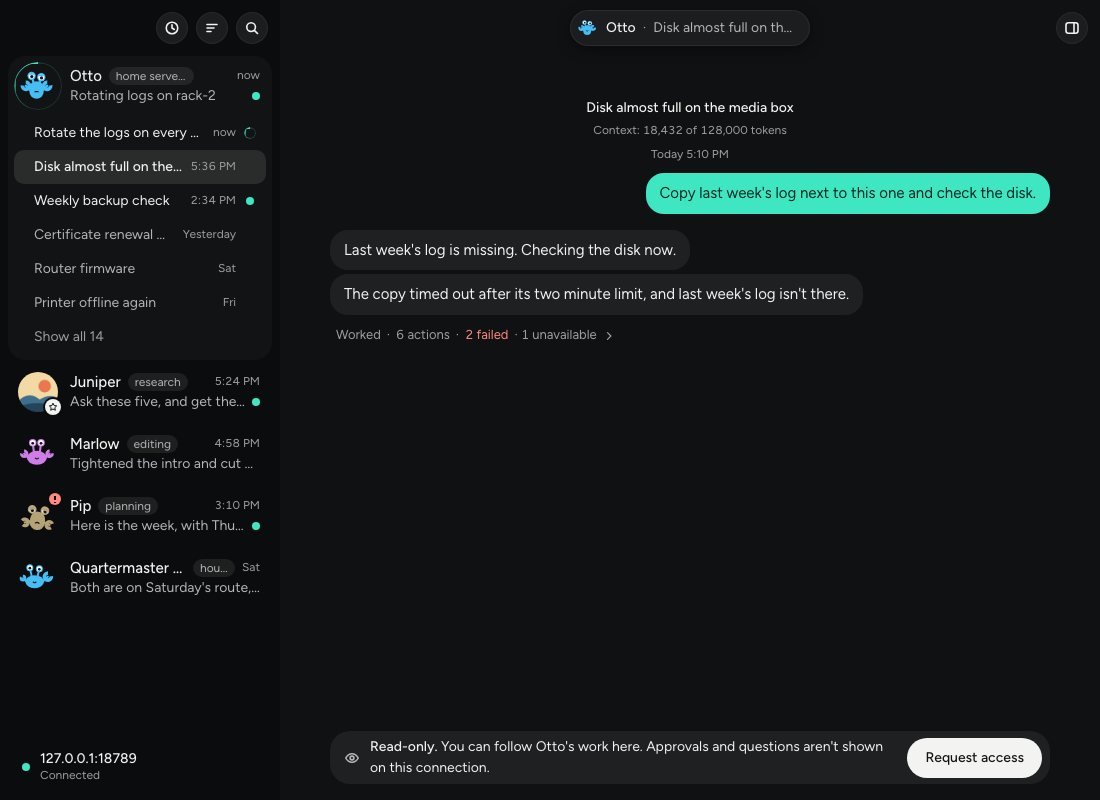 Otto · Disk almost full on th...
Otto home serve... now
Rotating logs on rack-2
Rotate the logs on every ... now
Disk almost full on the... 5:36 PM
Weekly backup check 2:34 PM
Certificate renewal ... Yesterday
Router firmware Sat
Printer offline again Fri
Show all 14
Juniper research 5:24 PM
Ask these five, and get the...
Marlow editing 4:58 PM
Tightened the intro and cut ...
Pip planning 3:10 PM
Here is the week, with Thu...
Quartermaster ... hou... Sat
Both are on Saturday's route,...
127.0.0.1:18789
Connected
Disk almost full on the media box
Context: 18,432 of 128,000 tokens
Today 5:10 PM
Copy last week's log next to this one and check the disk.
Last week's log is missing. Checking the disk now.
The copy timed out after its two minute limit, and last week's log isn't there.
Worked · 6 actions · 2 failed · 1 unavailable
Read-only. You can follow Otto's work here. Approvals and questions aren't shown
on this connection.
Request access